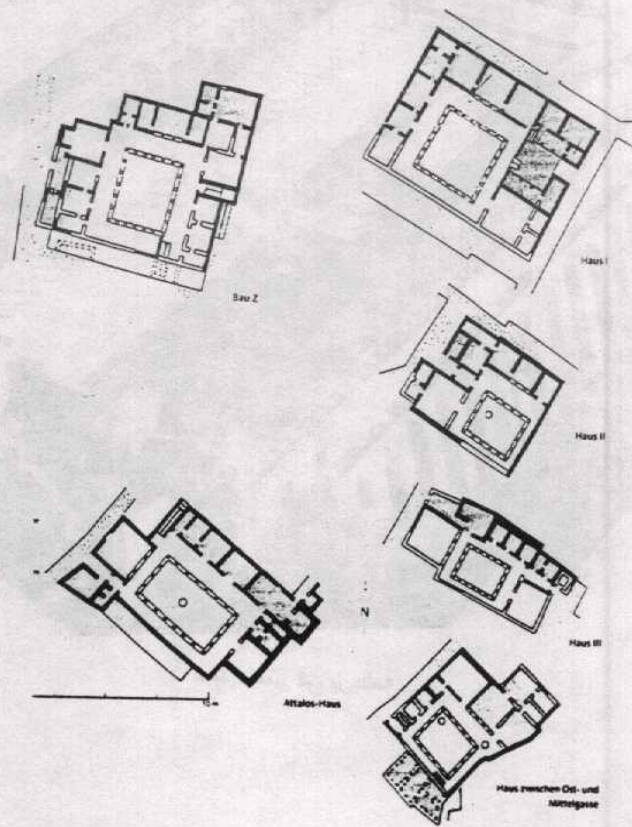 Bau Z
Haus I
Haus II
Haus III
N
Attalos-Haus
Haus zwischen Ost- und
Mittelgasse